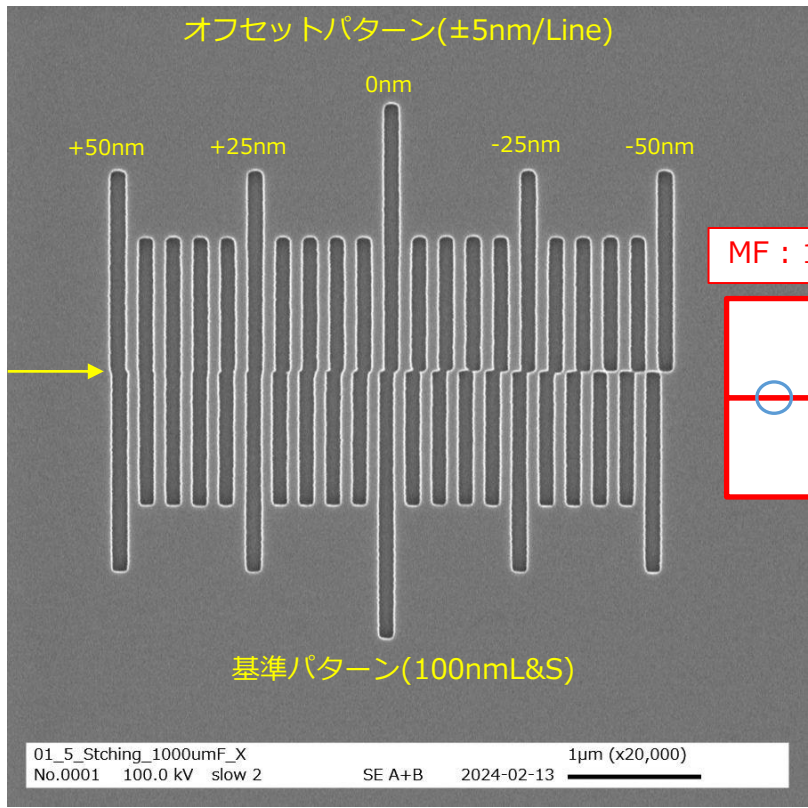 オフセットパターン(±5nm/Line)
0nm
+50nm
+25nm
-25nm
-50nm
MF：
基準パターン(100nmL&S)
01_5_Stching_1000umF_X
1μm (x20,000)
No.0001 100.0 kV slow 2 SE A+B 2024-02-13